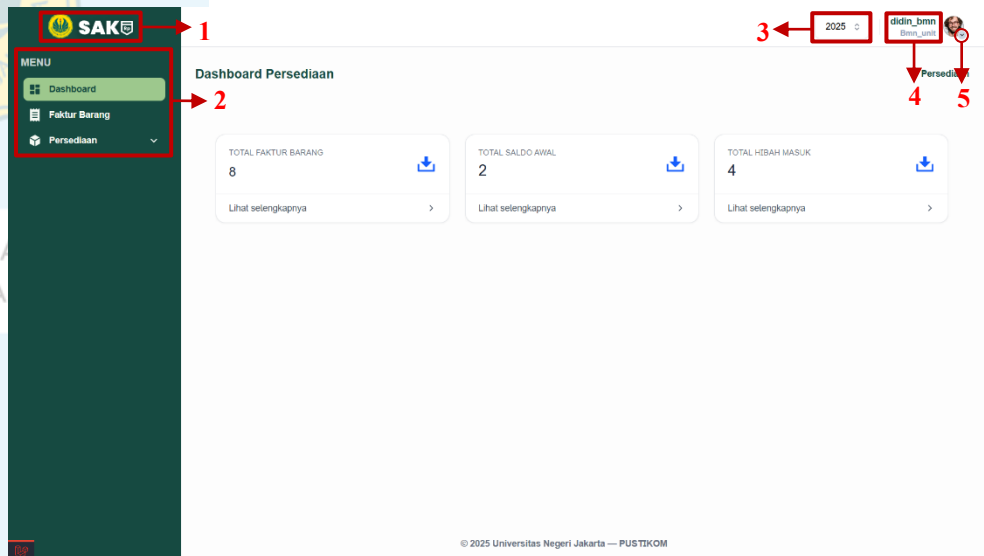 SAK
1
3
2025
didin_bmn
Bmn_unit
MENU
Dashboard
Faktur Barang
Persediaan
2
Dashboard Persediaan
4
5
TOTAL FAKTUR BARANG
8
Lihat selengkapnya
TOTAL SALDO AWAL
2
Lihat selengkapnya
TOTAL HIBAH MASUK
4
Lihat selengkapnya
© 2025 Universitas Negeri Jakarta — PUSTIKOM